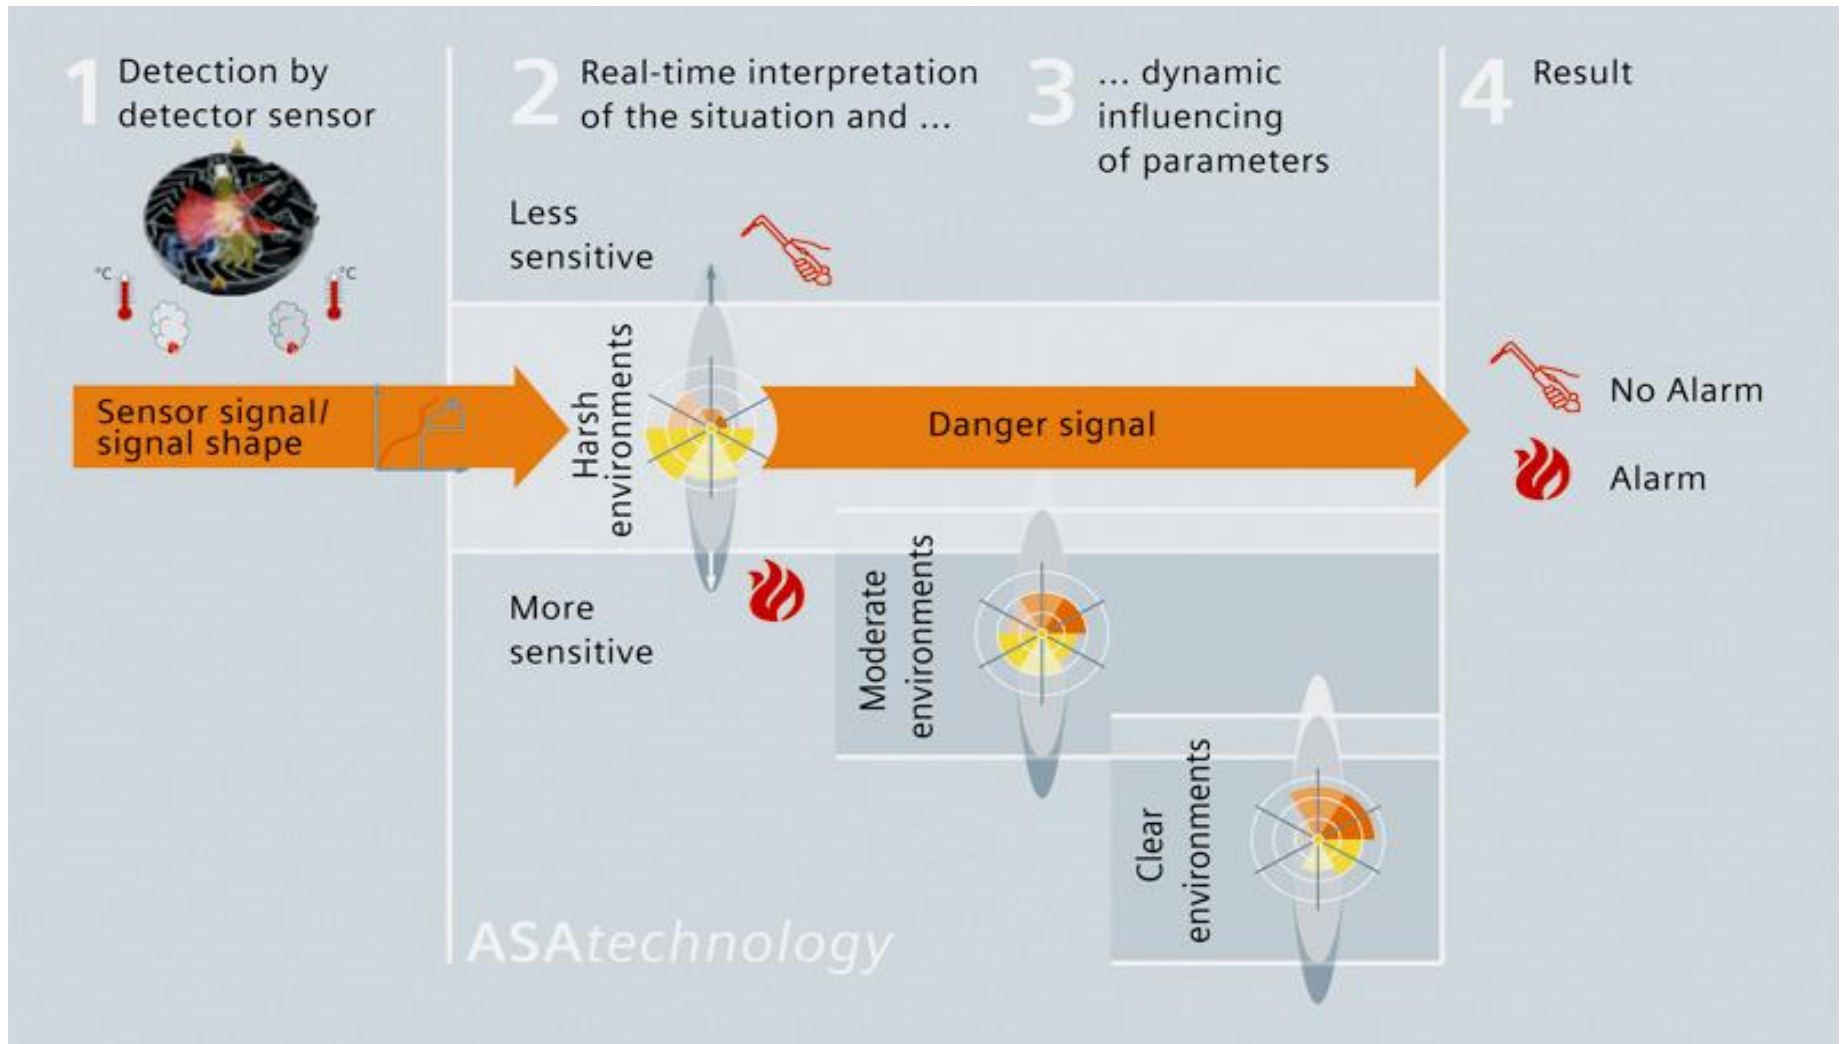 1
Detection by
detector sensor
2
Real-time interpretation
of the situation and ...
3
... dynamic
influencing
of parameters
4
Result
Less
sensitive
°C
°C
Harsh
environments
Sensor signal/
signal shape
Danger signal
No Alarm
Alarm
More
sensitive
Moderate
environments
Clear
environments
ASAtechnology